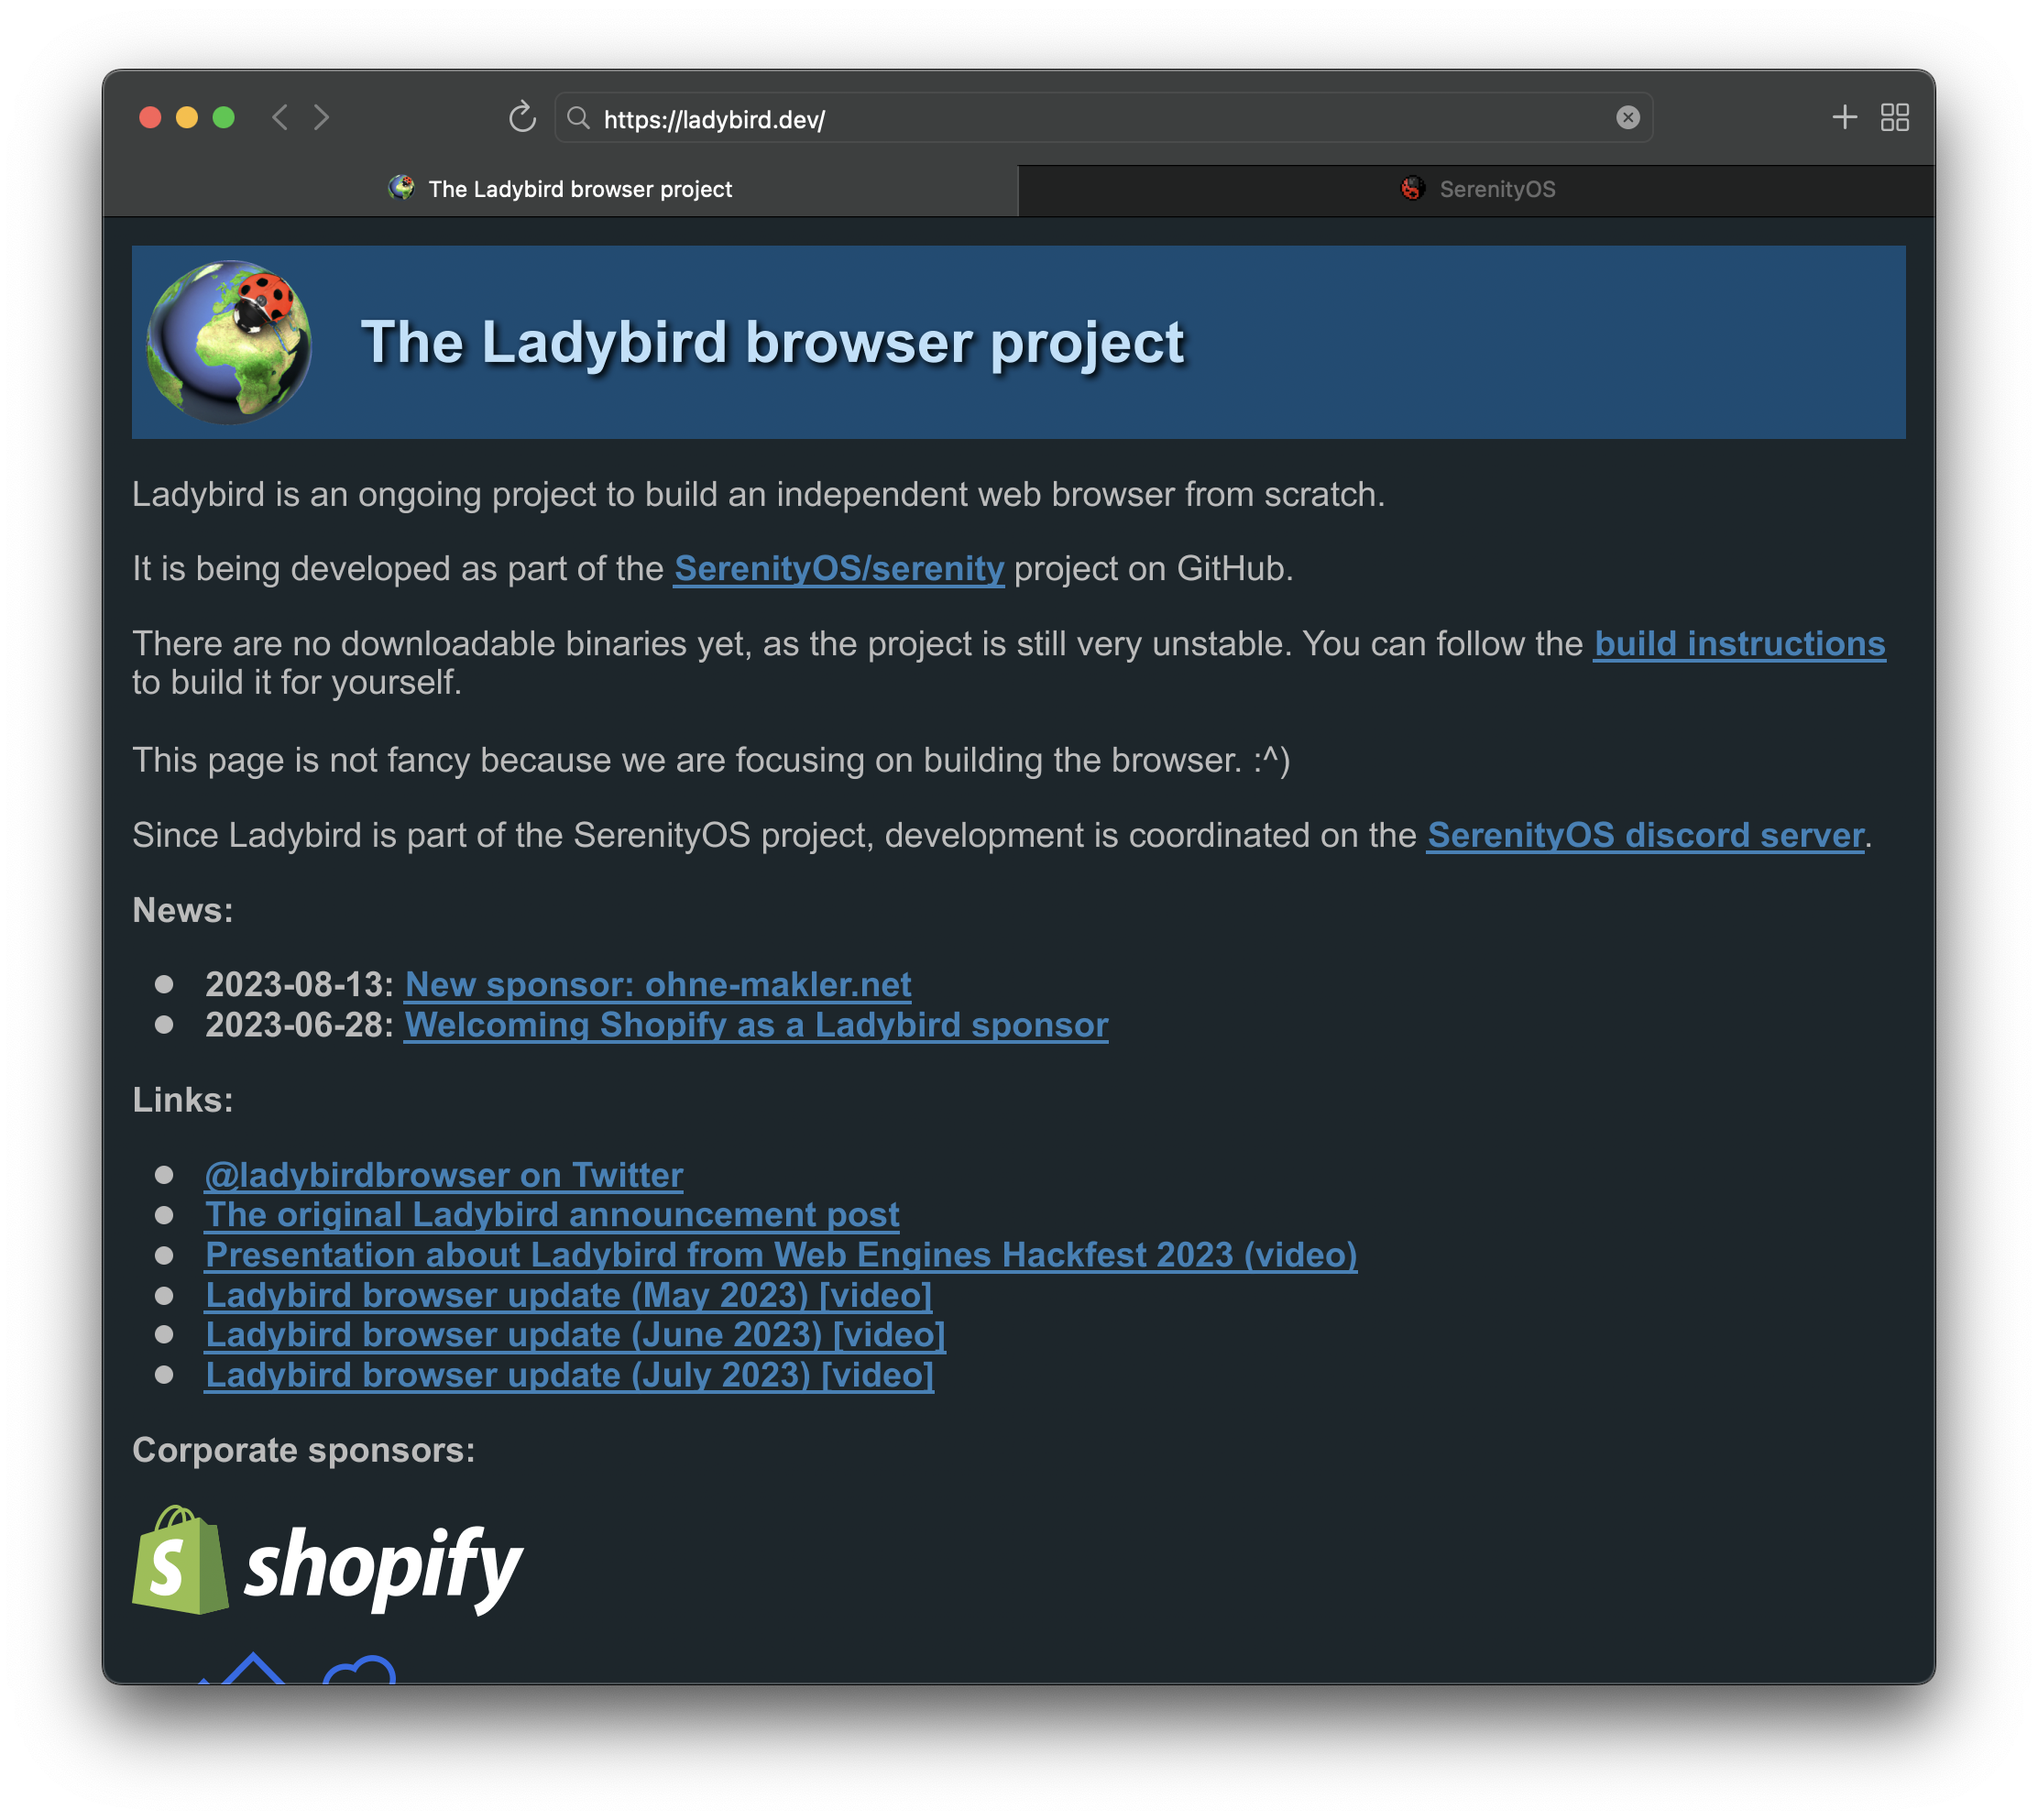 https://ladybird.dev/
The Ladybird browser project
SerenityOS
The Ladybird browser project
Ladybird is an ongoing project to build an independent web browser from scratch.
It is being developed as part of the SerenityOS/serenity project on GitHub.
There are no downloadable binaries yet, as the project is still very unstable. You can follow the build instructions
to build it for yourself.
This page is not fancy because we are focusing on building the browser. :^)
Since Ladybird is part of the SerenityOS project, development is coordinated on the SerenityOS discord server.
News:
2023-08-13: New sponsor: ohne-makler.net
2023-06-28: Welcoming Shopify as a Ladybird sponsor
Links:
@ladybirdbrowser on Twitter
The original Ladybird announcement post
Presentation about Ladybird from Web Engines Hackfest 2023 (video)
Ladybird browser update (May 2023) [video]
Ladybird browser update (June 2023) [video]
Ladybird browser update (July 2023) [video]
Corporate sponsors:
shopify